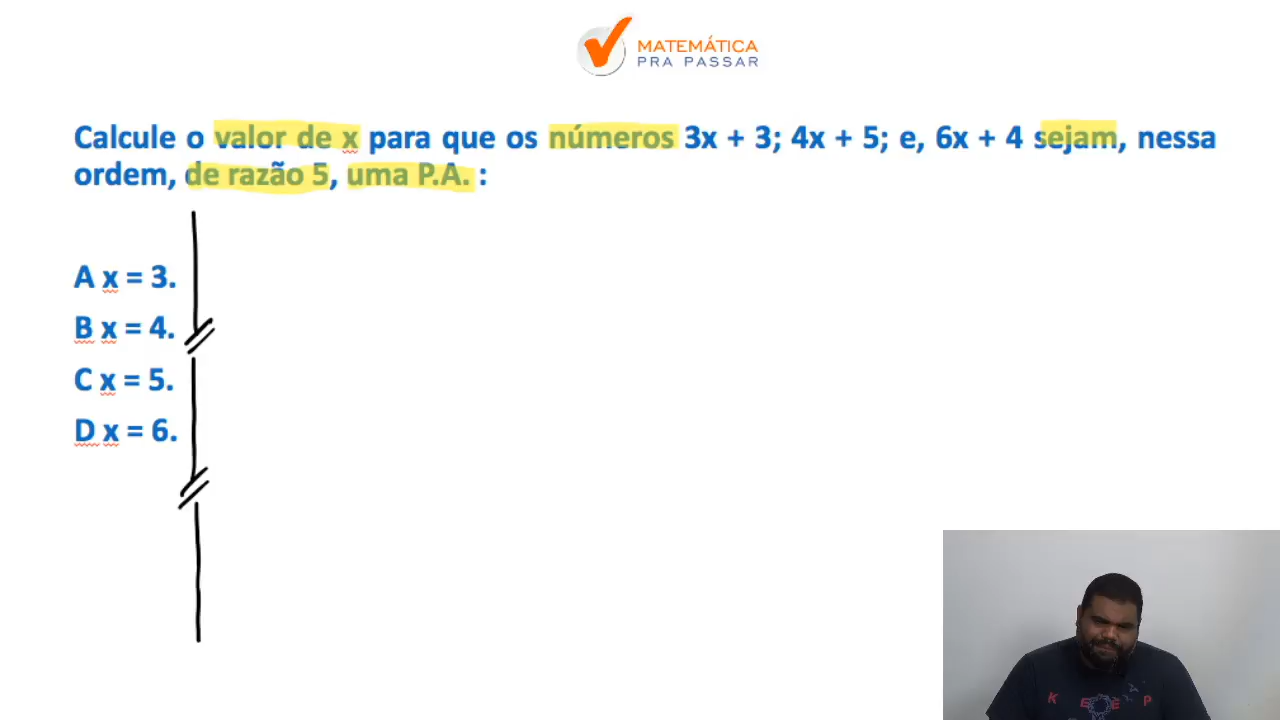 MATEMÁTICA
PRA PASSAR
Calcule o valor de x para que os números 3x + 3; 4x + 5; e, 6x + 4 sejam, nessa
ordem, de razão 5, uma P.A. :
A x = 3.
B x = 4.
C x = 5.
D x = 6.